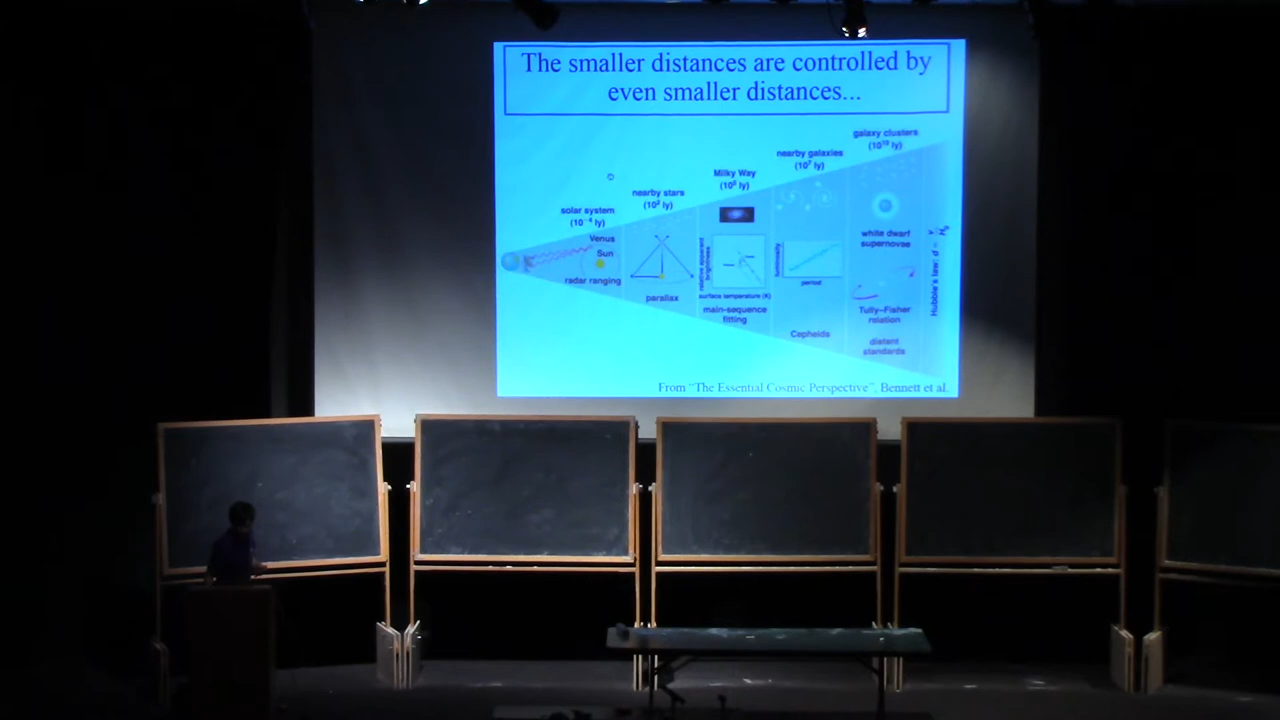 The smaller distances are controlled by
even smaller distances...
galaxy clusters
(10¹⁰ ly)
nearby galaxies
(10⁷ ly)
Milky Way
(10⁵ ly)
nearby stars
(10² ly)
solar system
(10⁻⁴ ly)
Venus
Sun
radar ranging
parallax
relative apparent
brightness
surface temperature (K)
main-sequence
fitting
luminosity
period
Cepheids
white dwarf
supernovae
Tully–Fisher
relation
distant
standards
Hubble's law: d = v/H₀
From "The Essential Cosmic Perspective", Bennett et al.